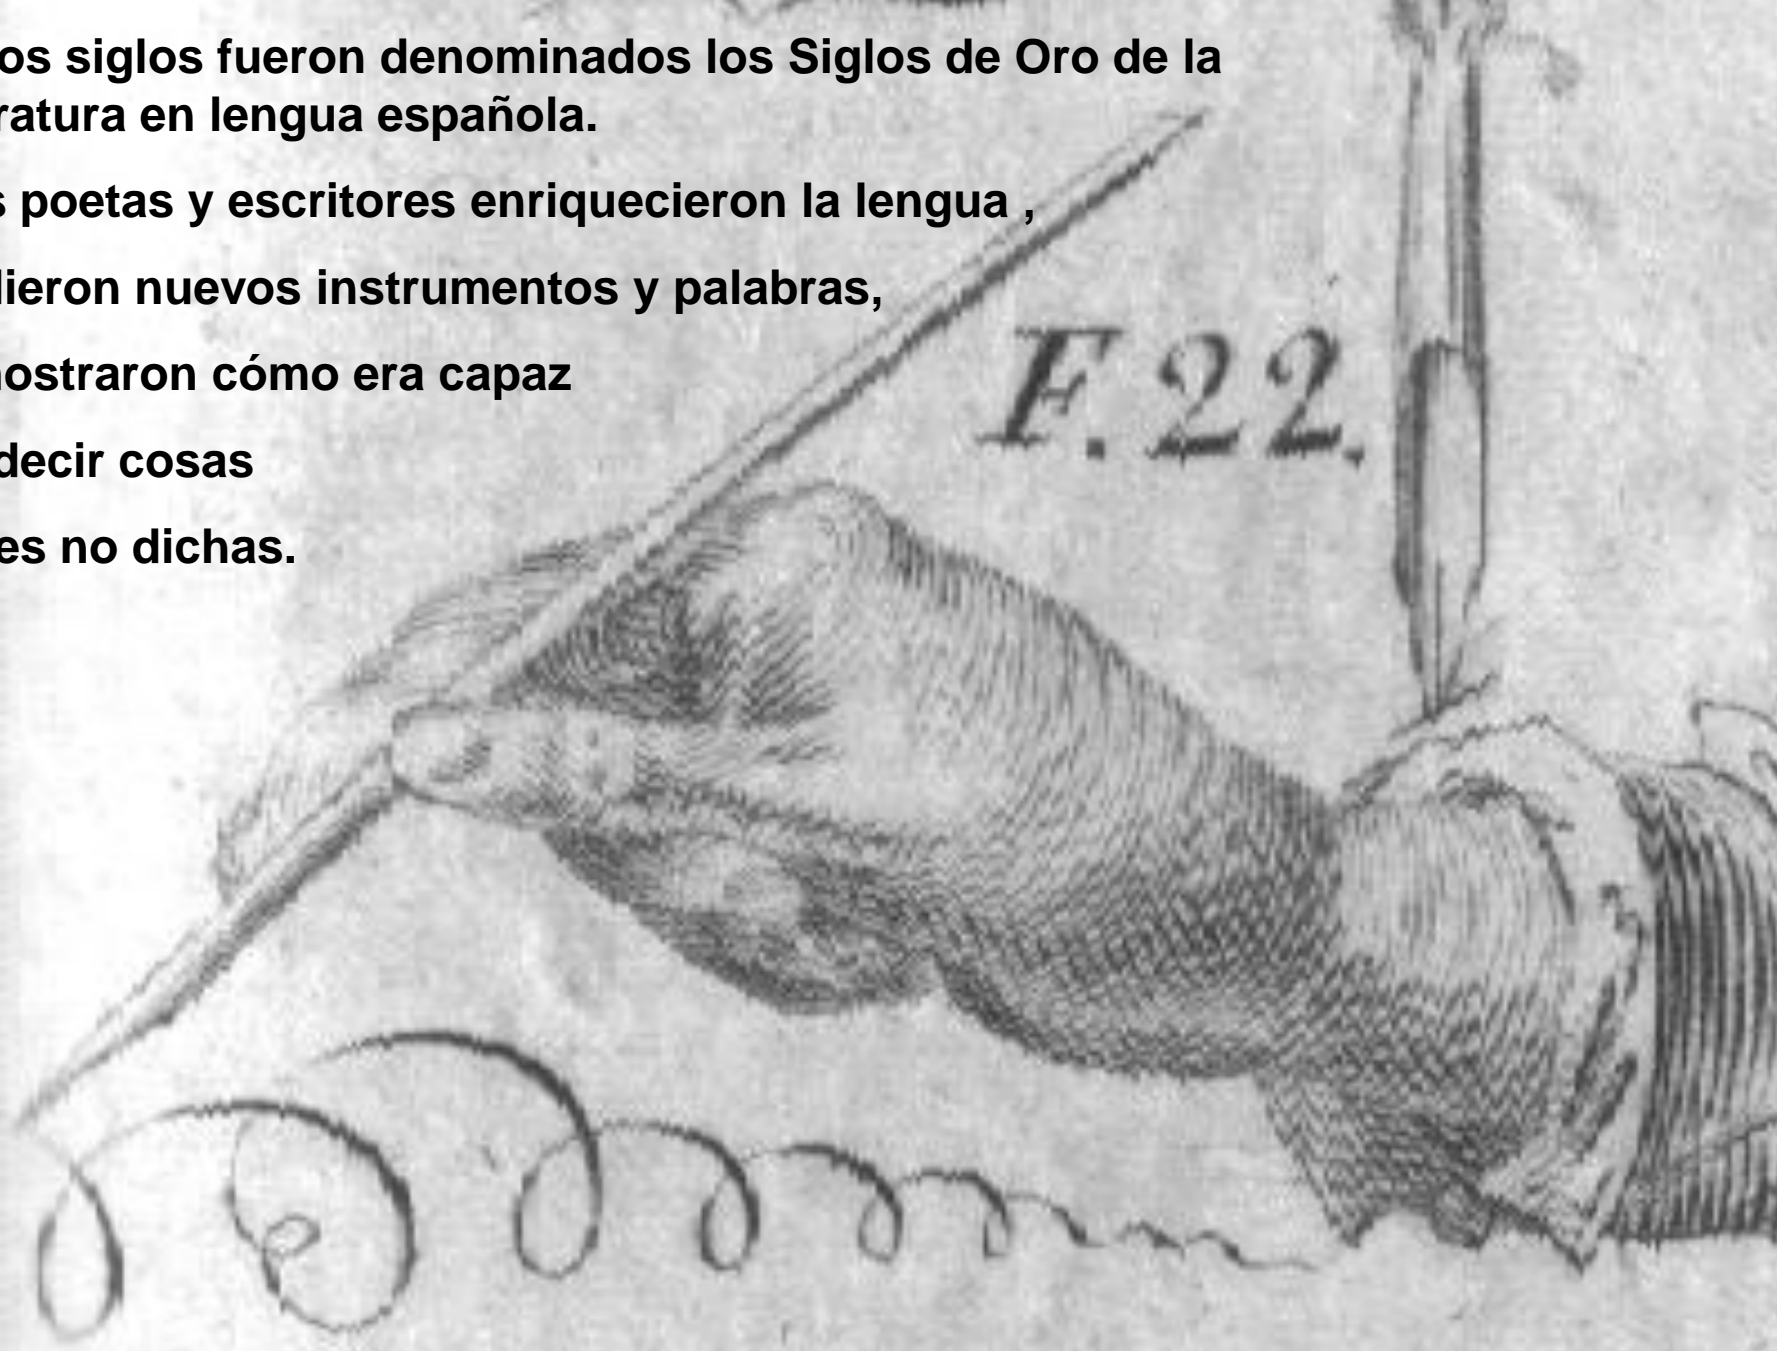 os siglos fueron denominados los Siglos de Oro de la
ratura en lengua española.
s poetas y escritores enriquecieron la lengua ,
dieron nuevos instrumentos y palabras,
nostraron cómo era capaz
decir cosas
es no dichas.
F. 22.